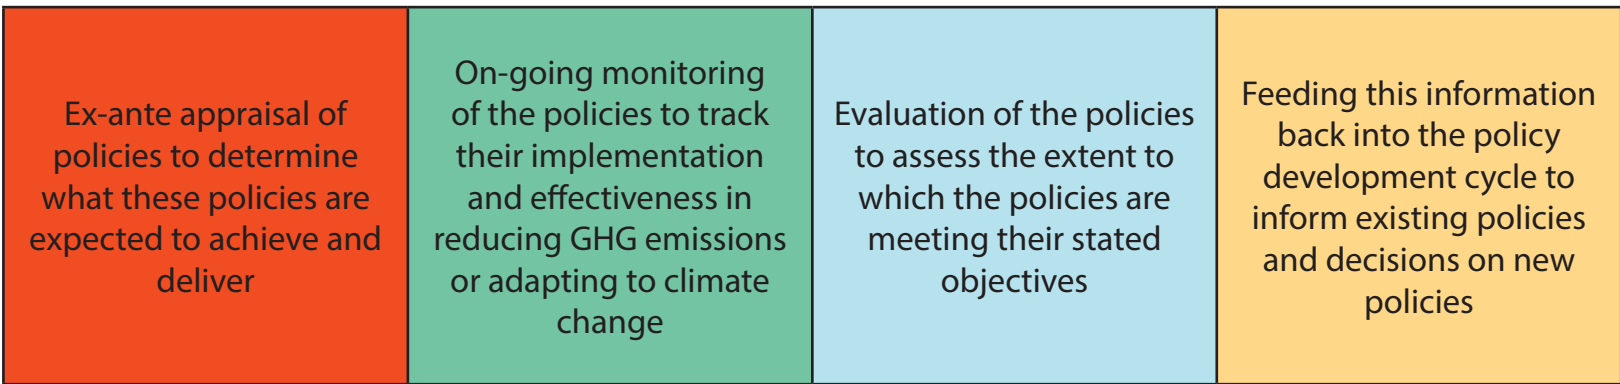 Ex-ante appraisal of
policies to determine
what these policies are
expected to achieve and
deliver
On-going monitoring
of the policies to track
their implementation
and effectiveness in
reducing GHG emissions
or adapting to climate
change
Evaluation of the policies
to assess the extent to
which the policies are
meeting their stated
objectives
Feeding this information
back into the policy
development cycle to
inform existing policies
and decisions on new
policies